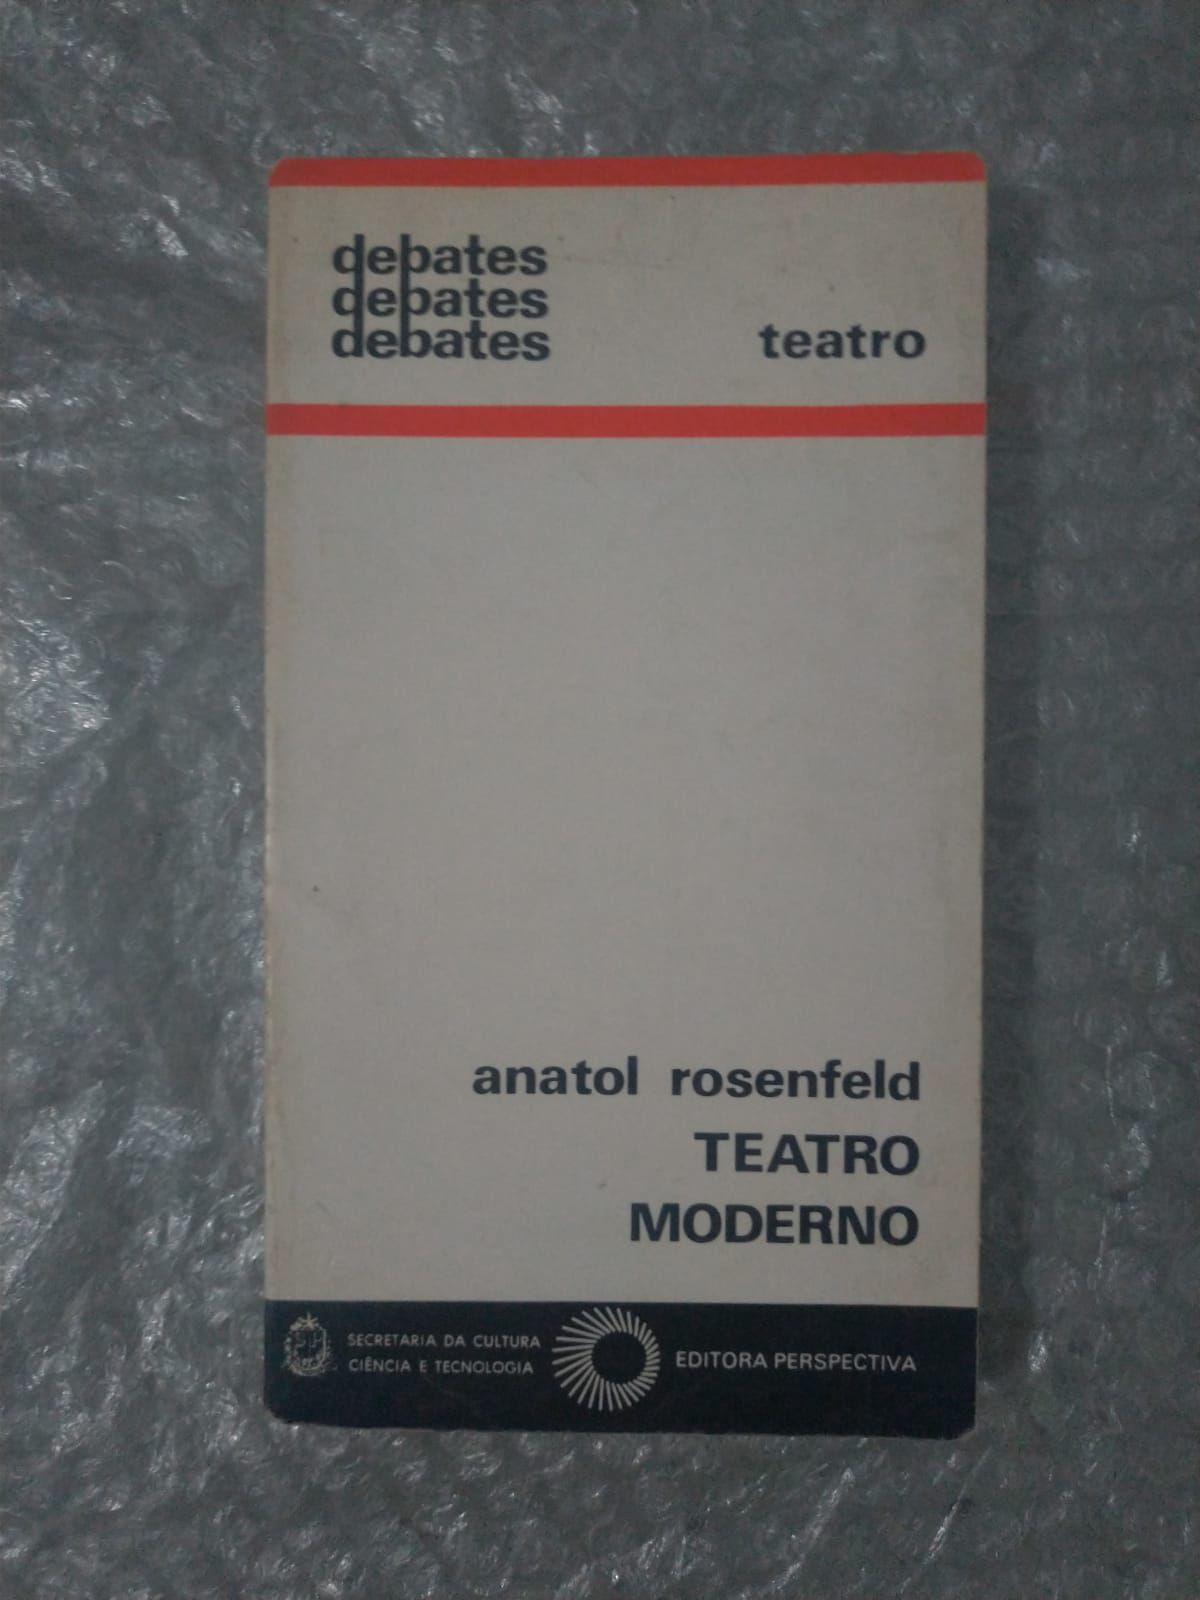 debates
debates
debates
teatro
anatol rosenfeld
TEATRO
MODERNO
SECRETARIA DA CULTURA
CIÊNCIA E TECNOLOGIA
EDITORA PERSPECTIVA